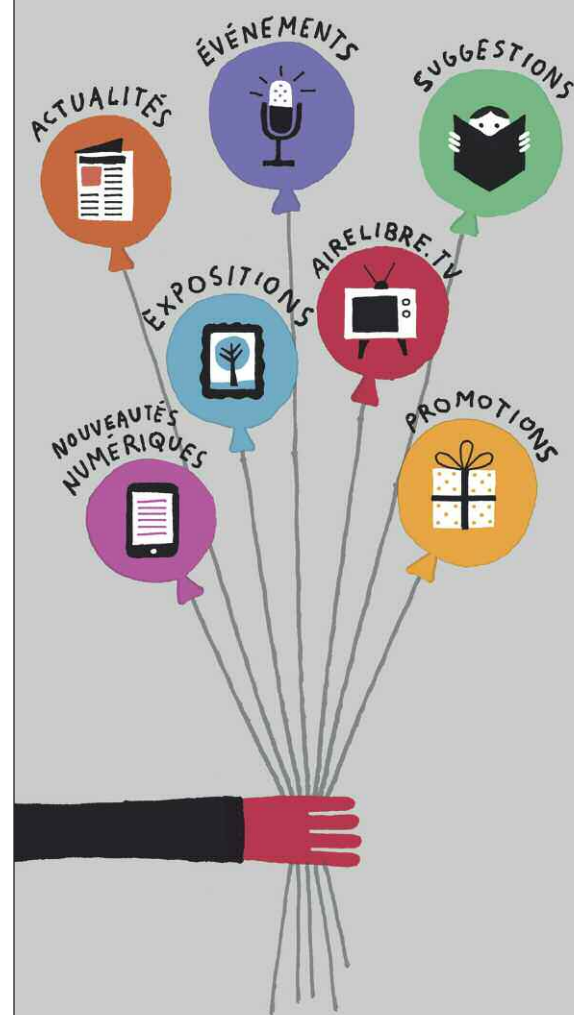 ÉVÉNEMENTS
SUGGESTIONS
ACTUALITÉS
AIRELIBRE.TV
EXPOSITIONS
PROMOTIONS
NOUVEAUTÉS
NUMÉRIQUES